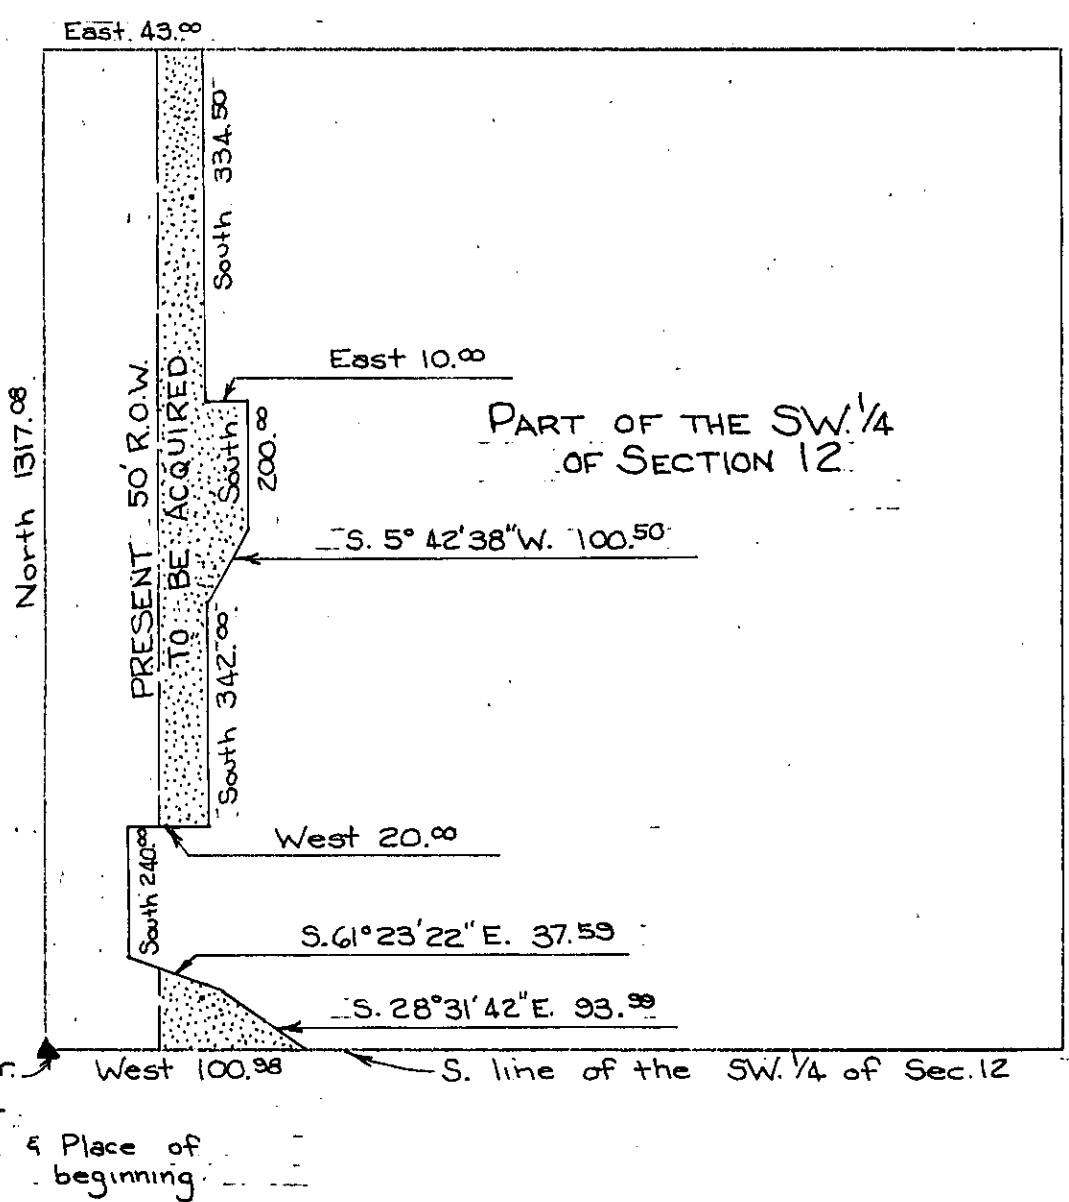 East 43.00
South 334.50
East 10.00
PART OF THE SW. 1/4
OF SECTION 12
South
200.00
North 1317.08
PRESENT 50' R.O.W.
TO BE ACQUIRED
S. 5° 42'38"W. 100.50
South 342.00
West 20.00
South 240.00
S. 61° 23'22" E. 37.59
S. 28° 31'42" E. 93.99
West 100.98
S. line of the SW. 1/4 of Sec. 12
& Place of
beginning